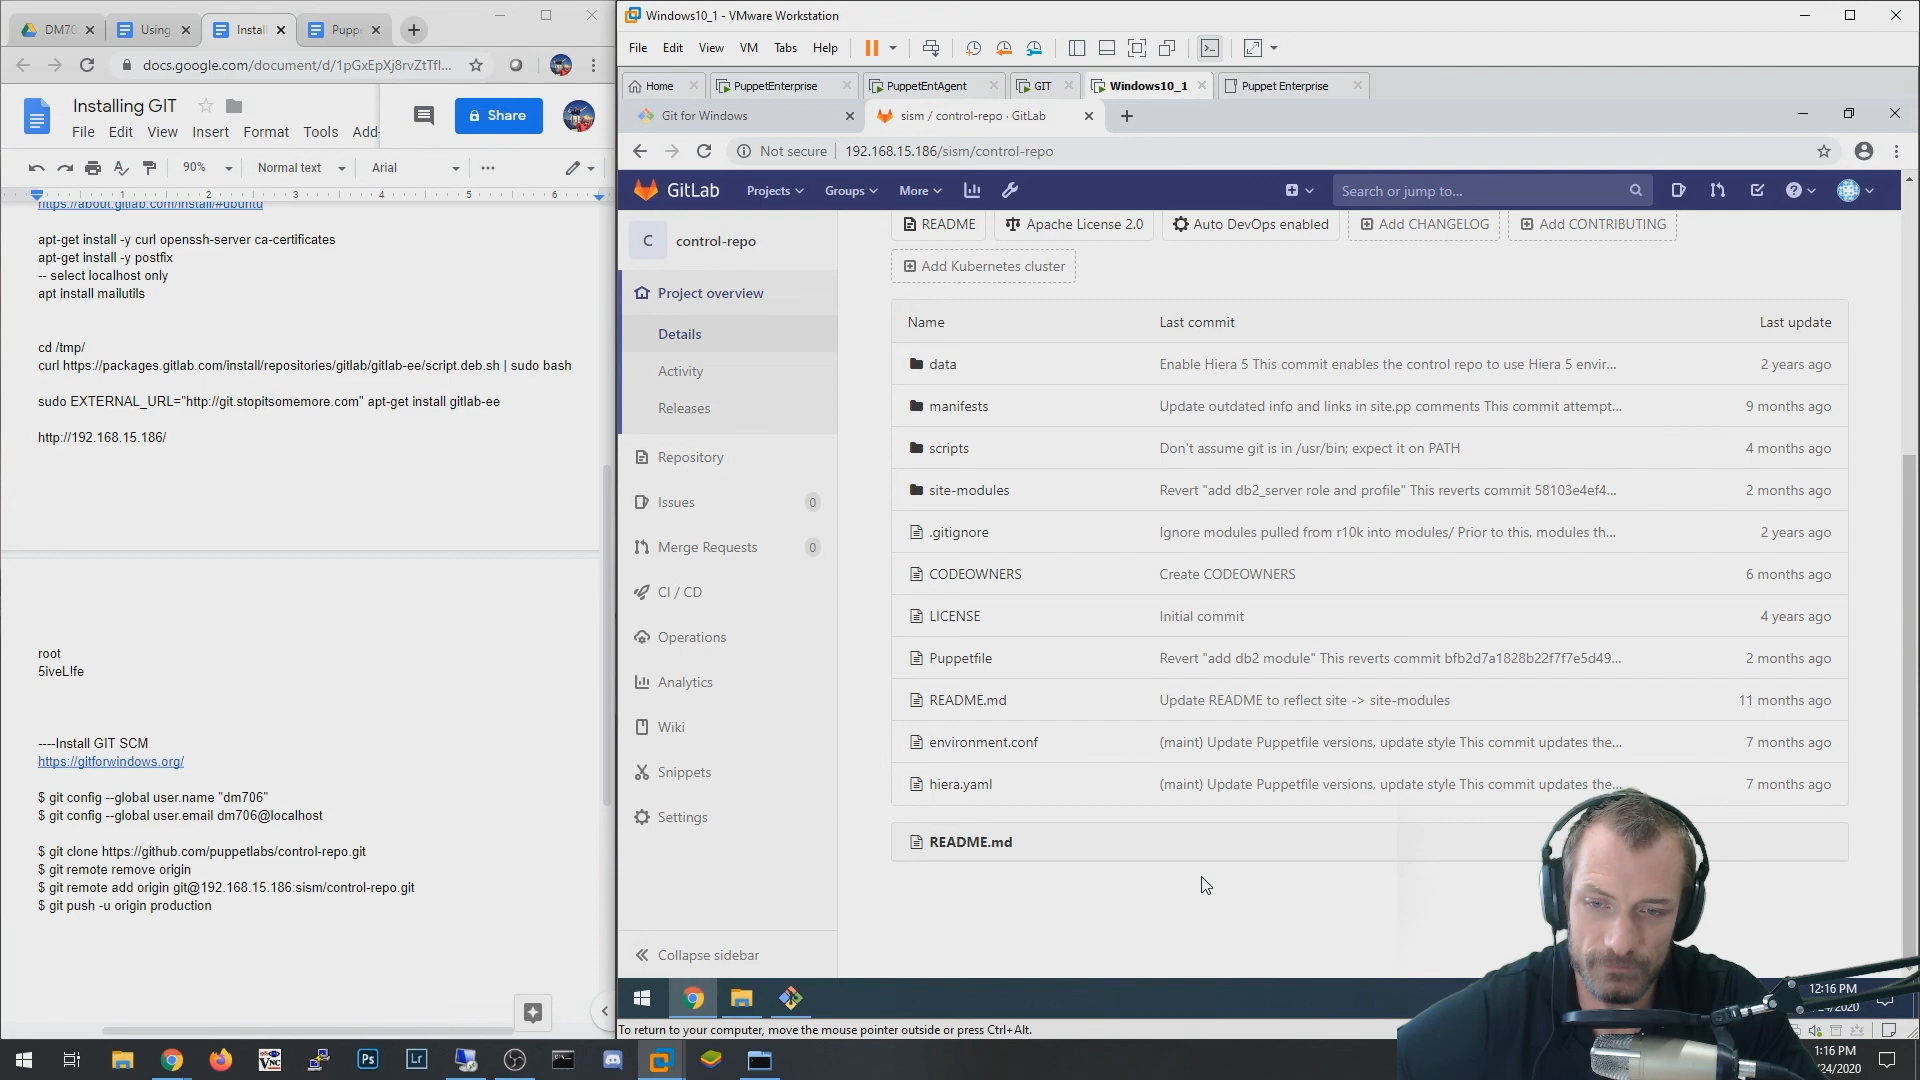 DM70
Using
Install
Pupp
docs.google.com/document/d/1pGxEpXj8rvZtTfl...
Installing GIT
File Edit View Insert Format Tools Add-
Share
90% Normal text Arial
2 3 4 5 6
https://about.gitlab.com/install/#ubuntu
apt-get install -y curl openssh-server ca-certificates
apt-get install -y postfix
-- select localhost only
apt install mailutils
cd /tmp/
curl https://packages.gitlab.com/install/repositories/gitlab/gitlab-ee/script.deb.sh | sudo bash
sudo EXTERNAL_URL="http://git.stopitsomemore.com" apt-get install gitlab-ee
http://192.168.15.186/
root
5iveL!fe
----Install GIT SCM
https://gitforwindows.org/
$ git config --global user.name "dm706"
$ git config --global user.email dm706@localhost
$ git clone https://github.com/puppetlabs/control-repo.git
$ git remote remove origin
$ git remote add origin git@192.168.15.186:sism/control-repo.git
$ git push -u origin production
Windows10_1 - VMware Workstation
File Edit View VM Tabs Help
Home
PuppetEnterprise
PuppetEntAgent
GIT
Windows10_1
Puppet Enterprise
Git for Windows
sism / control-repo · GitLab
Not secure 192.168.15.186/sism/control-repo
GitLab Projects Groups More
Search or jump to...
C control-repo
Project overview
Details
Activity
Releases
Repository
Issues 0
Merge Requests 0
CI / CD
Operations
Analytics
Wiki
Snippets
Settings
Collapse sidebar
README Apache License 2.0 Auto DevOps enabled Add CHANGELOG Add CONTRIBUTING
Add Kubernetes cluster
Name Last commit Last update
data Enable Hiera 5 This commit enables the control repo to use Hiera 5 envir... 2 years ago
manifests Update outdated info and links in site.pp comments This commit attempt... 9 months ago
scripts Don't assume git is in /usr/bin; expect it on PATH 4 months ago
site-modules Revert "add db2_server role and profile" This reverts commit 58103e4ef4... 2 months ago
.gitignore Ignore modules pulled from r10k into modules/ Prior to this, modules th... 2 years ago
CODEOWNERS Create CODEOWNERS 6 months ago
LICENSE Initial commit 4 years ago
Puppetfile Revert "add db2 module" This reverts commit bfb2d7a1828b22f7f7e5d49... 2 months ago
README.md Update README to reflect site -> site-modules 11 months ago
environment.conf (maint) Update Puppetfile versions, update style This commit updates the... 7 months ago
hiera.yaml (maint) Update Puppetfile versions, update style This commit updates the... 7 months ago
README.md
12:16 PM
/24/2020
To return to your computer, move the mouse pointer outside or press Ctrl+Alt.
VNC
Ps
Lr
1:16 PM
/24/2020